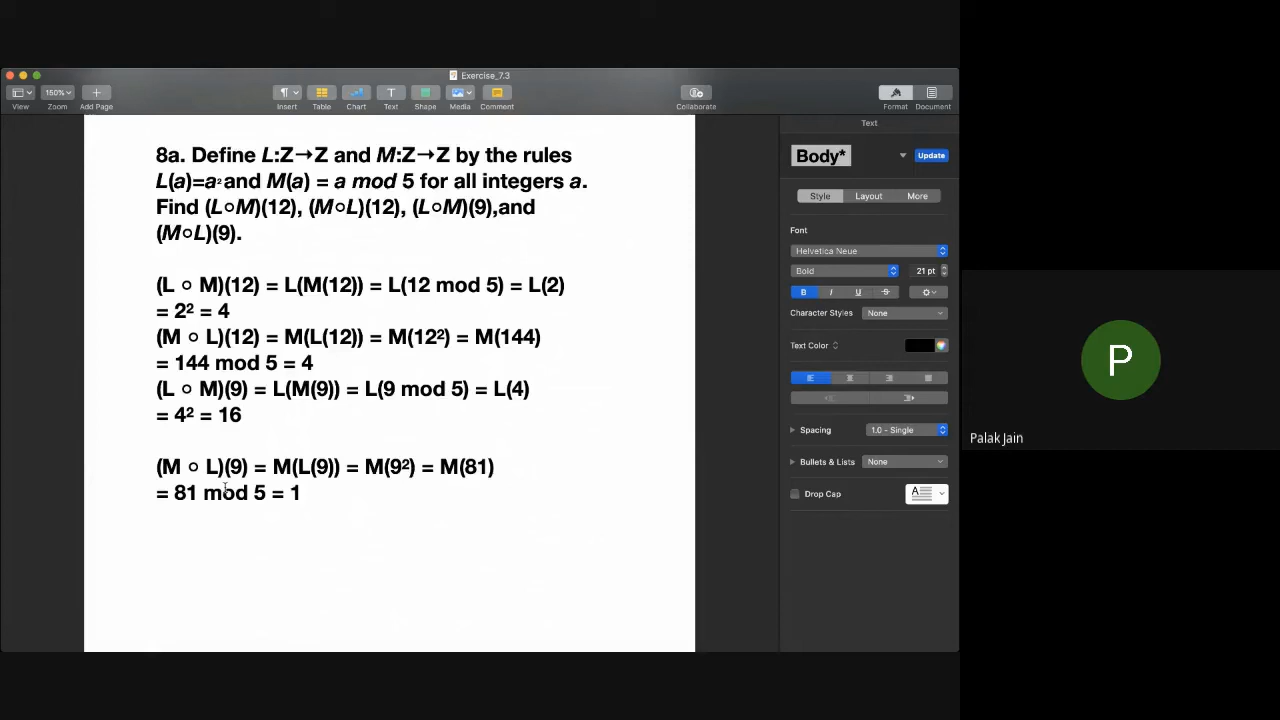 Exercise_7.3
150%
View
Zoom
Add Page
Insert
Table
Chart
Text
Shape
Media
Comment
Collaborate
Format
Document
8a. Define L:Z→Z and M:Z→Z by the rules
L(a)=a² and M(a) = a mod 5 for all integers a.
Find (L∘M)(12), (M∘L)(12), (L∘M)(9),and
(M∘L)(9).
(L ∘ M)(12) = L(M(12)) = L(12 mod 5) = L(2)
= 2² = 4
(M ∘ L)(12) = M(L(12)) = M(12²) = M(144)
= 144 mod 5 = 4
(L ∘ M)(9) = L(M(9)) = L(9 mod 5) = L(4)
= 4² = 16
(M ∘ L)(9) = M(L(9)) = M(9²) = M(81)
= 81 mod 5 = 1
Text
Body*
Update
Style
Layout
More
Font
Helvetica Neue
Bold
21 pt
B I U S
Character Styles
None
Text Color
Spacing
1.0 - Single
Bullets & Lists
None
Drop Cap
A
P
Palak Jain